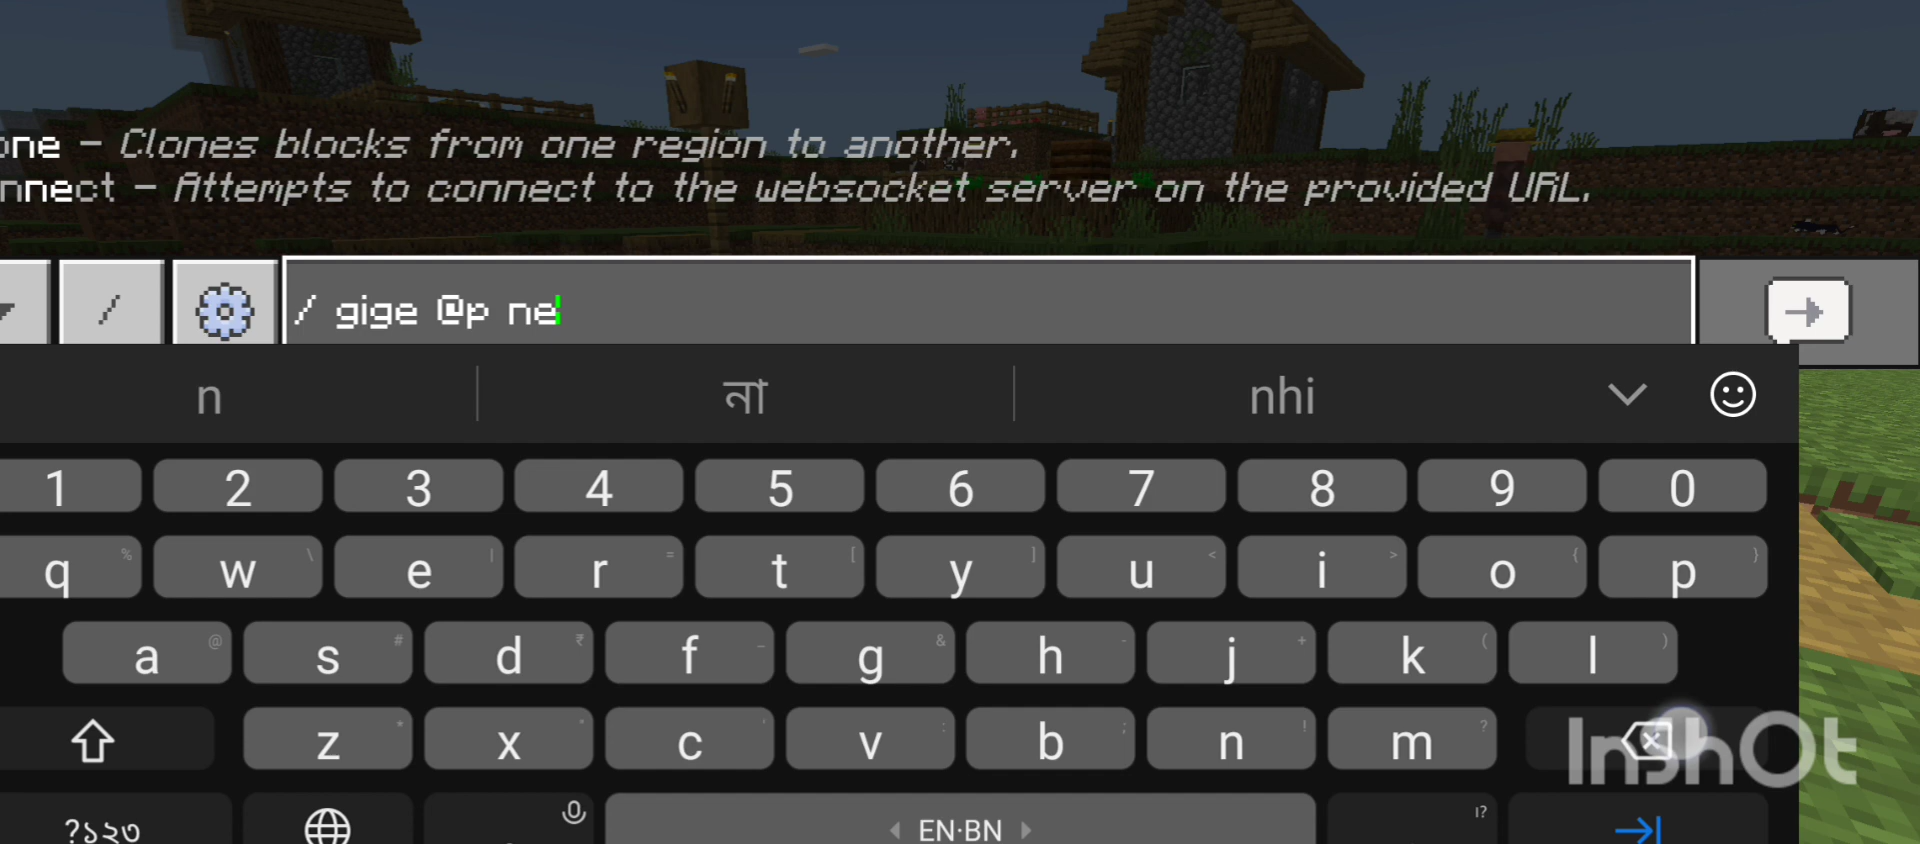 one - Clones blocks from one region to another.
nnect - Attempts to connect to the websocket server on the provided URL.
/
/ gige @p ne
n না nhi
1 2 3 4 5 6 7 8 9 0
q % w \ e | r = t [ y ] u < i > o { p }
a @ s # d ₹ f _ g & h - j + k ( l )
z * x " c ' v : b ; n ! m ?
InShOt
?১২৩ EN·BN !?